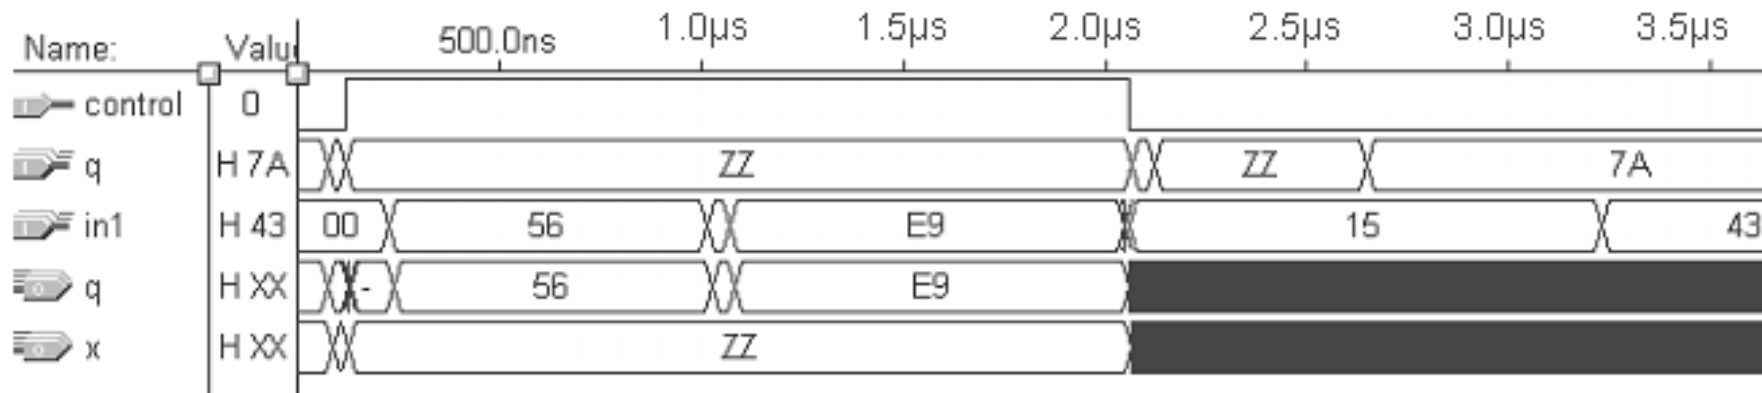 Name: Valu 500.0ns 1.0µs 1.5µs 2.0µs 2.5µs 3.0µs 3.5µs
control 0
q H 7A ZZ ZZ 7A
in1 H 43 00 56 E9 15 43
q H XX - 56 E9
x H XX ZZ